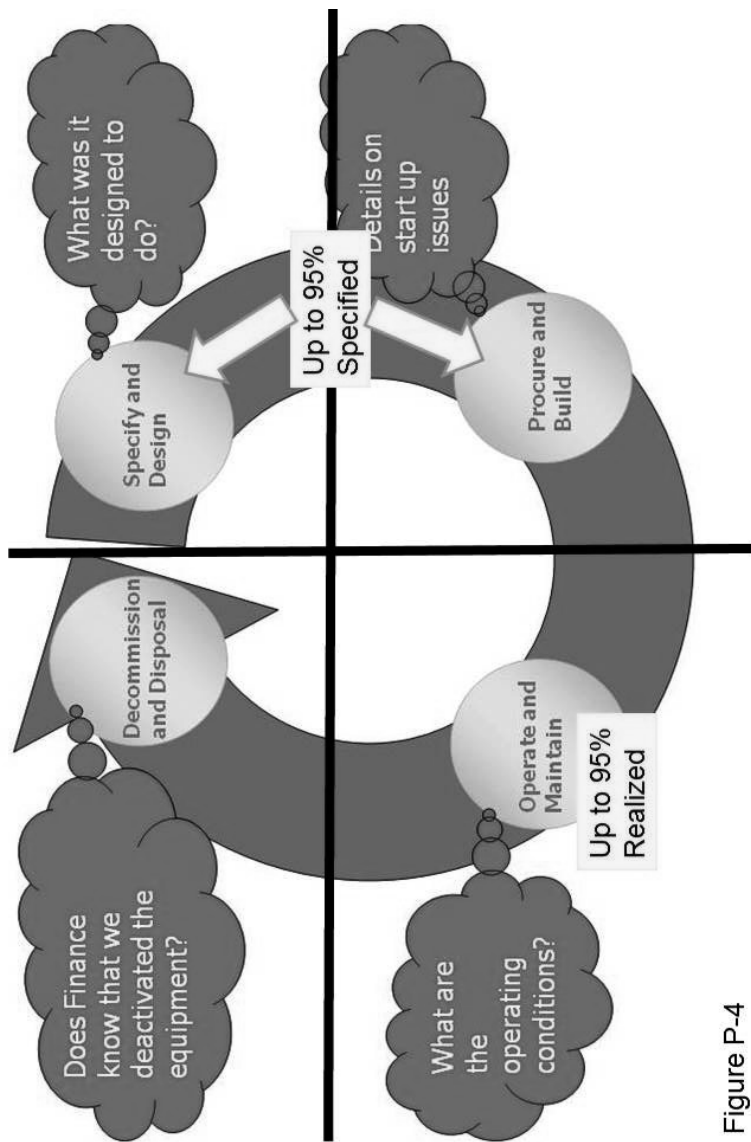 Does Finance
know that we
deactivated the
equipment?
Decommission
and Disposal
Specify and
Design
What was it
designed to
do?
Up to 95%
Specified
What are
the
operating
conditions?
Operate and
Maintain
Up to 95%
Realized
Procure and
Build
Details on
start up
issues
Figure P-4